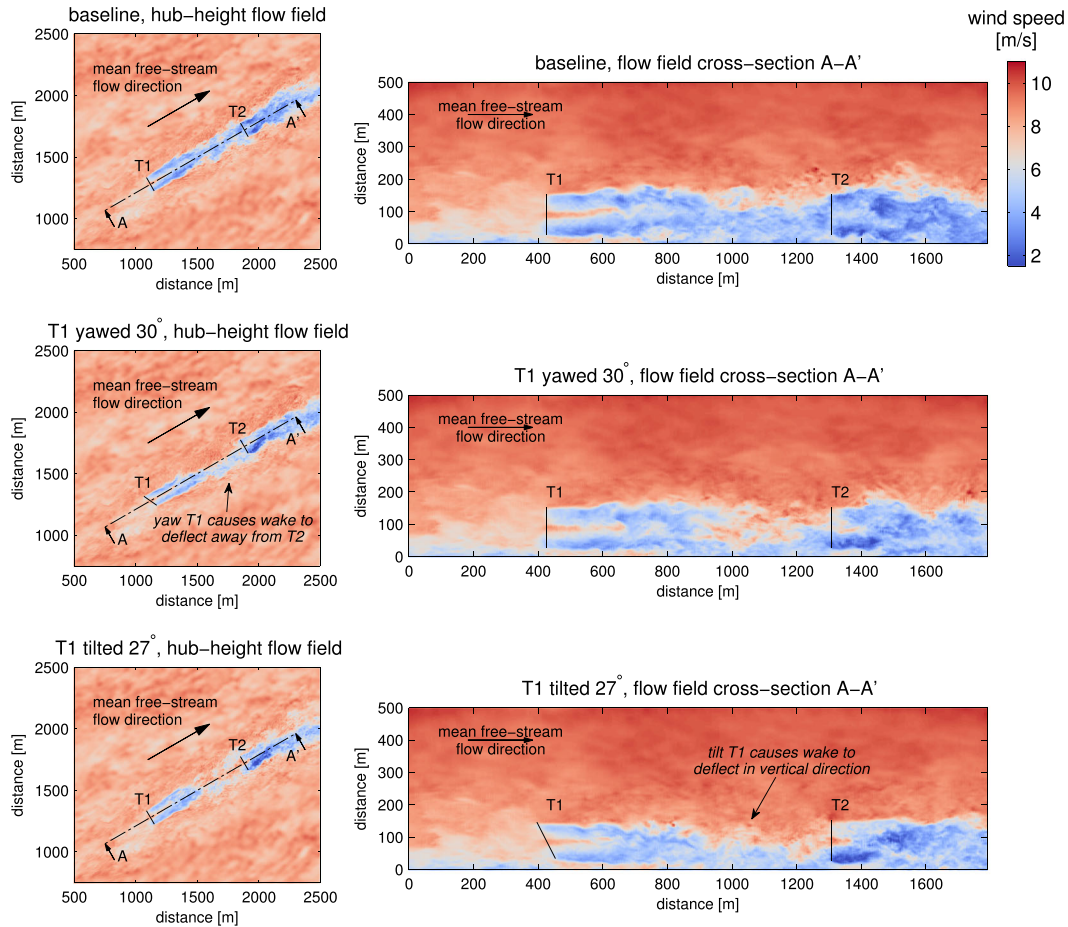 baseline, hub−height flow field
2500
2000
1500
1000
500 1000 1500 2000 2500
distance [m]
distance [m]
mean free−stream
flow direction
T1
T2
A
A'
baseline, flow field cross−section A−A'
500
400
300
200
100
0
0 200 400 600 800 1000 1200 1400 1600
distance [m]
distance [m]
mean free−stream
flow direction
T1
T2
wind speed
[m/s]
10
8
6
4
2
T1 yawed 30°, hub−height flow field
2500
2000
1500
1000
500 1000 1500 2000 2500
distance [m]
distance [m]
mean free−stream
flow direction
T1
T2
A
A'
yaw T1 causes wake to
deflect away from T2
T1 yawed 30°, flow field cross−section A−A'
500
400
300
200
100
0
0 200 400 600 800 1000 1200 1400 1600
distance [m]
distance [m]
mean free−stream
flow direction
T1
T2
T1 tilted 27°, hub−height flow field
2500
2000
1500
1000
500 1000 1500 2000 2500
distance [m]
distance [m]
mean free−stream
flow direction
T1
T2
A
A'
T1 tilted 27°, flow field cross−section A−A'
500
400
300
200
100
0
0 200 400 600 800 1000 1200 1400 1600
distance [m]
distance [m]
mean free−stream
flow direction
tilt T1 causes wake to
deflect in vertical direction
T1
T2